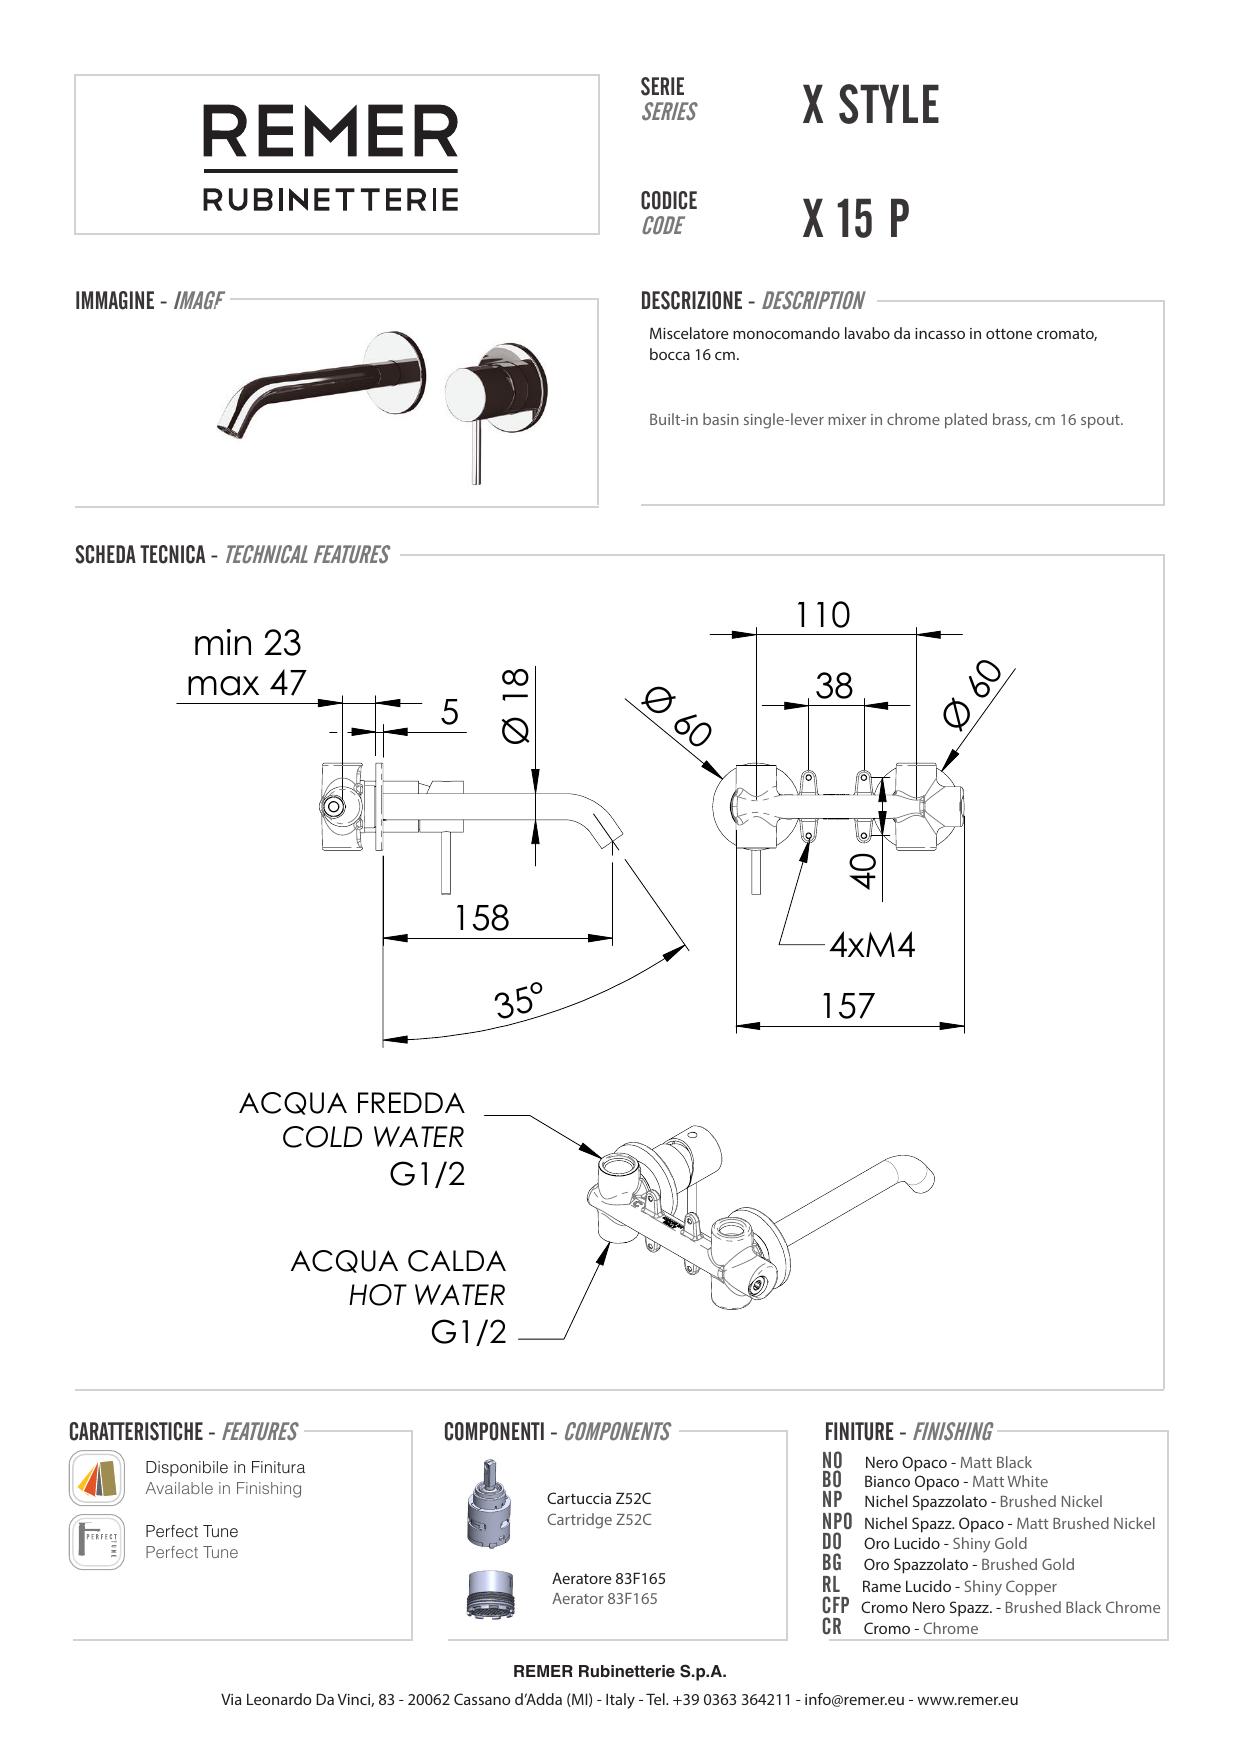 REMER
RUBINETTERIE
SERIE
SERIES
X STYLE
CODICE
CODE
X 15 P
IMMAGINE - IMAGE
DESCRIZIONE - DESCRIPTION
Miscelatore monocomando lavabo da incasso in ottone cromato,
bocca 16 cm.
Built-in basin single-lever mixer in chrome plated brass, cm 16 spout.
SCHEDA TECNICA - TECHNICAL FEATURES
min 23
max 47
5
Ø 18
158
35°
110
38
Ø 60
Ø 60
40
4xM4
157
ACQUA FREDDA
COLD WATER
G1/2
ACQUA CALDA
HOT WATER
G1/2
CARATTERISTICHE - FEATURES
Disponibile in Finitura
Available in Finishing
PERFECT
TUNE
Perfect Tune
Perfect Tune
COMPONENTI - COMPONENTS
Cartuccia Z52C
Cartridge Z52C
Aeratore 83F165
Aerator 83F165
FINITURE - FINISHING
NO Nero Opaco - Matt Black
BO Bianco Opaco - Matt White
NP Nichel Spazzolato - Brushed Nickel
NPO Nichel Spazz. Opaco - Matt Brushed Nickel
DO Oro Lucido - Shiny Gold
BG Oro Spazzolato - Brushed Gold
RL Rame Lucido - Shiny Copper
CFP Cromo Nero Spazz. - Brushed Black Chrome
CR Cromo - Chrome
REMER Rubinetterie S.p.A.
Via Leonardo Da Vinci, 83 - 20062 Cassano d'Adda (MI) - Italy - Tel. +39 0363 364211 - info@remer.eu - www.remer.eu